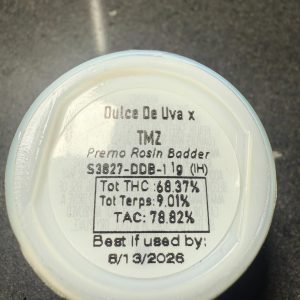 Dulce De Uva x
TMZ
Premo Rosin Badder
S3827-DDB-1 1g (IH)
Tot THC :68.37%
Tot Terps: 9.01%
TAC: 78.82%
Best if used by:
8/13/2026